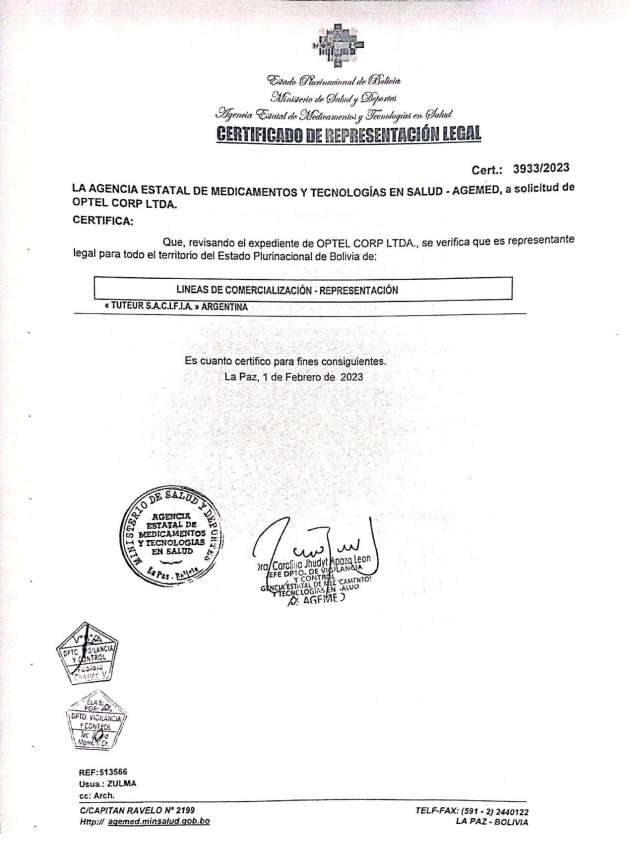 Estado Plurinacional de Bolivia
Ministerio de Salud y Deportes
Agencia Estatal de Medicamentos y Tecnologías en Salud
CERTIFICADO DE REPRESENTACIÓN LEGAL
Cert.: 3933/2023
LA AGENCIA ESTATAL DE MEDICAMENTOS Y TECNOLOGÍAS EN SALUD - AGEMED, a solicitud de
OPTEL CORP LTDA.
CERTIFICA:
Que, revisando el expediente de OPTEL CORP LTDA., se verifica que es representante
legal para todo el territorio del Estado Plurinacional de Bolivia de:
LINEAS DE COMERCIALIZACIÓN - REPRESENTACIÓN
« TUTEUR S.A.C.I.F.I.A. » ARGENTINA
Es cuanto certifico para fines consiguientes.
La Paz, 1 de Febrero de 2023
MINISTERIO DE SALUD Y DEPORTES
AGENCIA
ESTATAL DE
MEDICAMENTOS
Y TECNOLOGIAS
EN SALUD
La Paz - Bolivia
Carolina Jhudyt Apaza Leon
JEFE DPTO. DE VIGILANCIA
Y CONTROL
ESTATAL DE
Y TECNOLOGIAS EN SALUD
AGEMED
DPTO. VIGILANCIA
Y CONTROL
ELAB.
POR:
DPTO. VIGILANCIA
Y CONTROL
REF:513566
Usua.: ZULMA
cc: Arch.
C/CAPITAN RAVELO Nº 2199
TELF-FAX: (591 - 2) 2440122
Http:// agemed.minsalud.gob.bo
LA PAZ - BOLIVIA